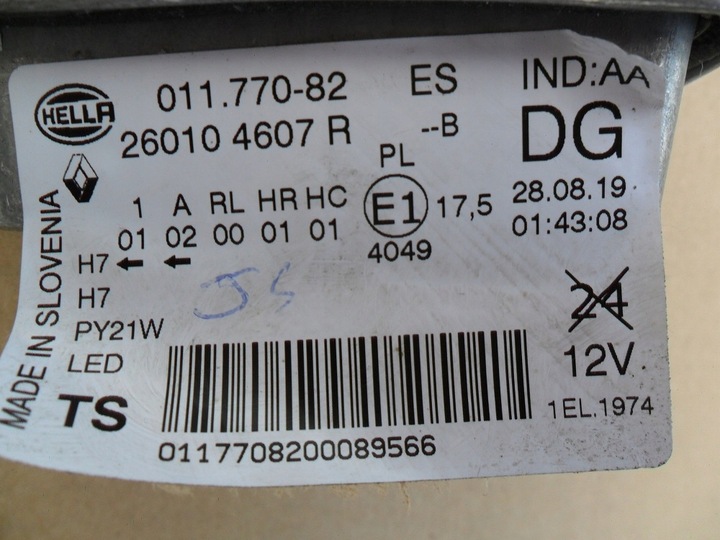 HELLA 011.770-82 ES IND:AA
26010 4607 R --B DG
PL
1 A RL HR HC E1 17,5 28.08.19
01 02 00 01 01 4049 01:43:08
H7
H7 24
PY21W
LED 12V
TS 1EL.1974
0117708200089566
MADE IN SLOVENIA